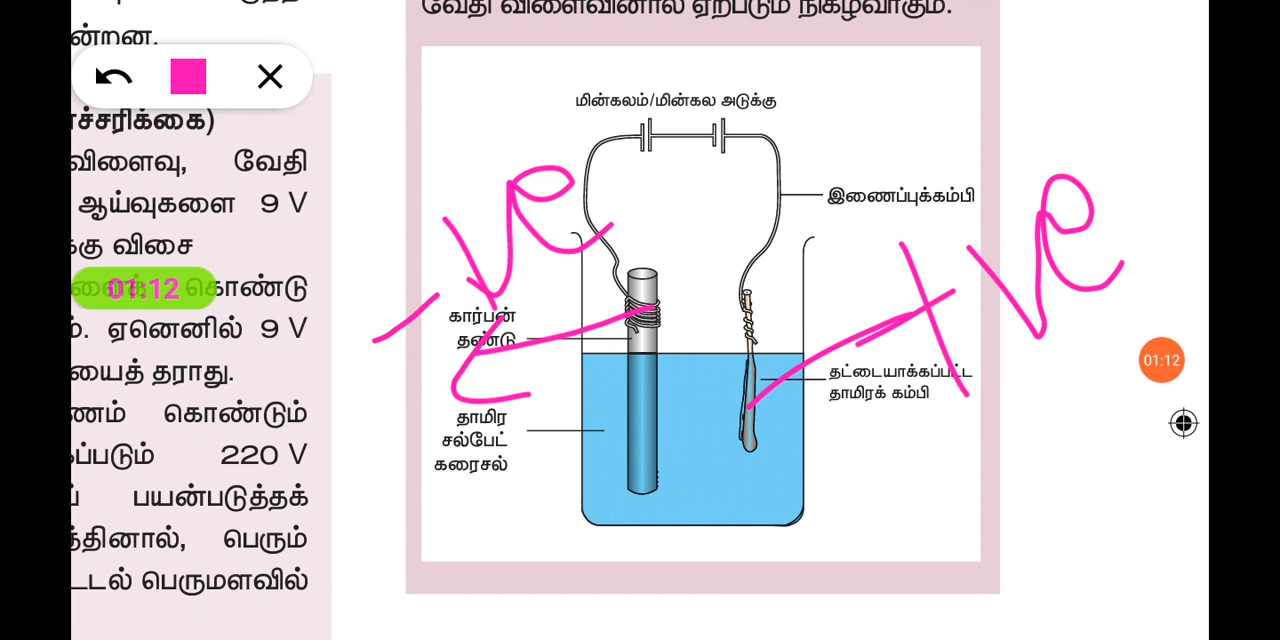 ன்றன.
ச்சரிக்கை)
விளைவு, வேதி
ஆய்வுகளை 9 V
க்கு விசை
01:12 கொண்டு
ம். ஏனெனில் 9 V
யைத் தராது.
ணம் கொண்டும்
ப்படும் 220 V
பயன்படுத்தக்
த்தினால், பெரும்
டடல் பெருமளவில்
வேதி விளைவினால் ஏற்படும் நிகழ்வாகும்.
மின்கலம்/மின்கல அடுக்கு
இணைப்புக்கம்பி
-ve
+ve
கார்பன்
தண்டு
தட்டையாக்கப்பட்ட
தாமிரக் கம்பி
தாமிர
சல்பேட்
கரைசல்
01:12